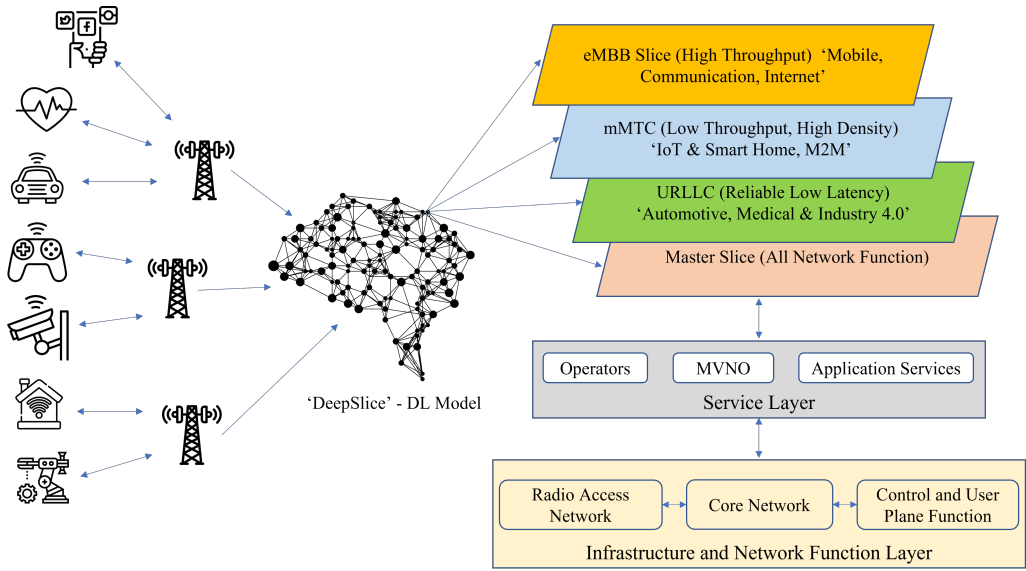 eMBB Slice (High Throughput) ‘Mobile,
Communication, Internet’
mMTC (Low Throughput, High Density)
‘IoT & Smart Home, M2M’
URLLC (Reliable Low Latency)
‘Automotive, Medical & Industry 4.0’
Master Slice (All Network Function)
‘DeepSlice’ - DL Model
Operators
MVNO
Application Services
Service Layer
Radio Access
Network
Core Network
Control and User
Plane Function
Infrastructure and Network Function Layer